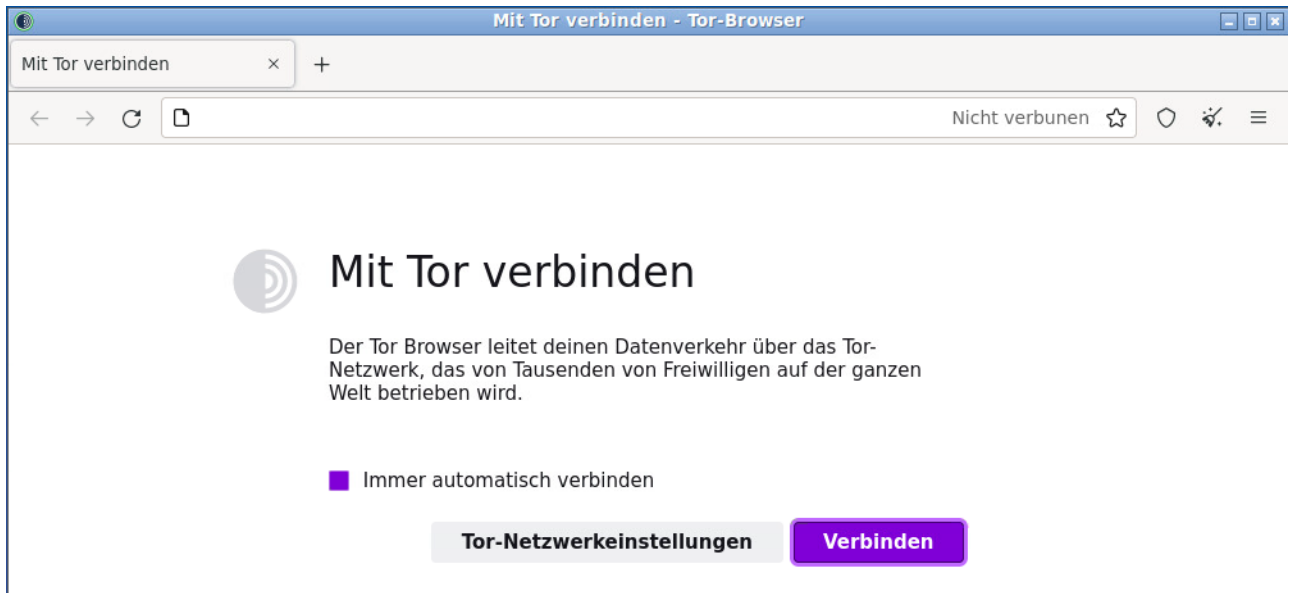 Mit Tor verbinden - Tor-Browser
Mit Tor verbinden
Nicht verbunen
Mit Tor verbinden
Der Tor Browser leitet deinen Datenverkehr über das Tor-
Netzwerk, das von Tausenden von Freiwilligen auf der ganzen
Welt betrieben wird.
Immer automatisch verbinden
Tor-Netzwerkeinstellungen
Verbinden